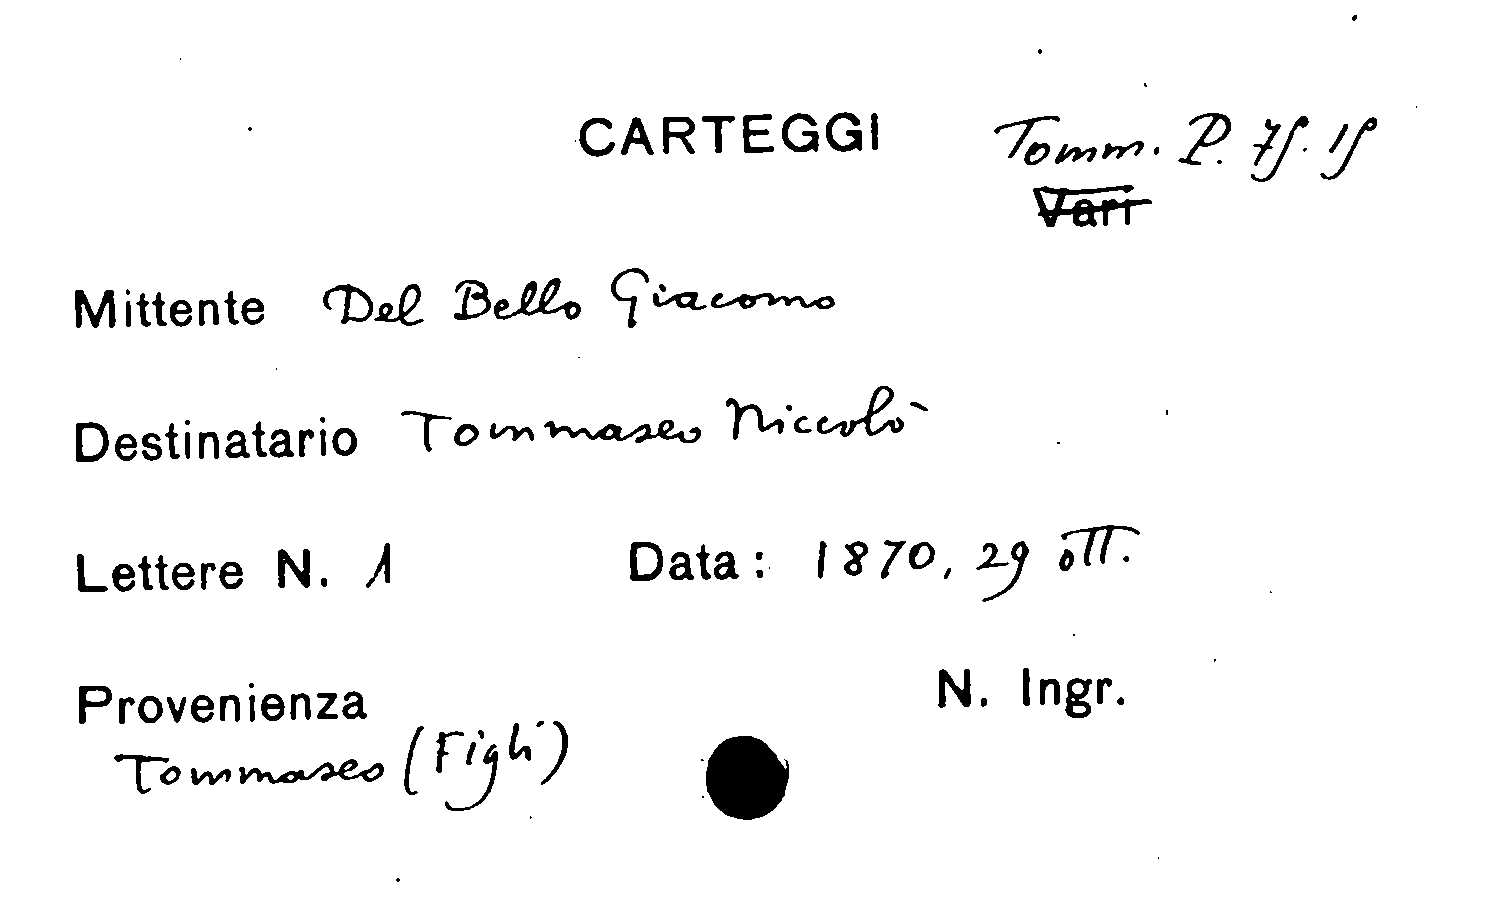 CARTEGGI Tomm. P. 75. 15
Vari
Mittente Del Bello Giacomo
Destinatario Tommaseo Niccolò
Lettere N. 1 Data: 1870, 29 ott.
Provenienza N. Ingr.
Tommaseo (Figli)